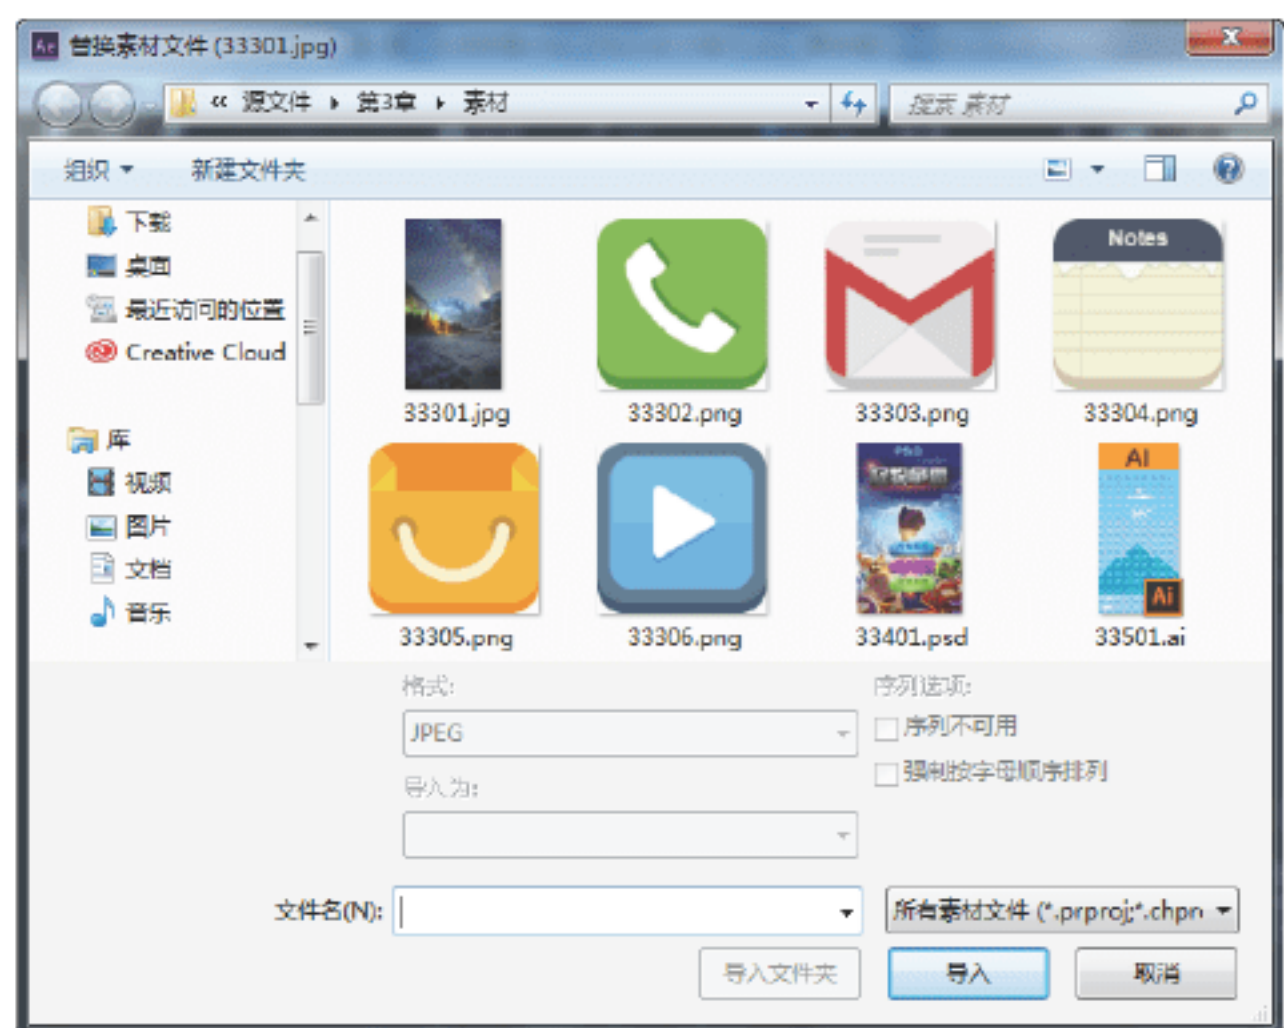 Ae 替换素材文件 (33301.jpg)
« 源文件 第3章 素材 搜索 素材
组织 新建文件夹
下载
桌面
最近访问的位置
Creative Cloud
库
视频
图片
文档
音乐
Notes
33301.jpg 33302.png 33303.png 33304.png
AI
Ai
33305.png 33306.png 33401.psd 33501.ai
格式: 序列选项:
JPEG 序列不可用
强制按字母顺序排列
导入为:
文件名(N): 所有素材文件 (*.prproj;*.chpr
导入文件夹 导入 取消